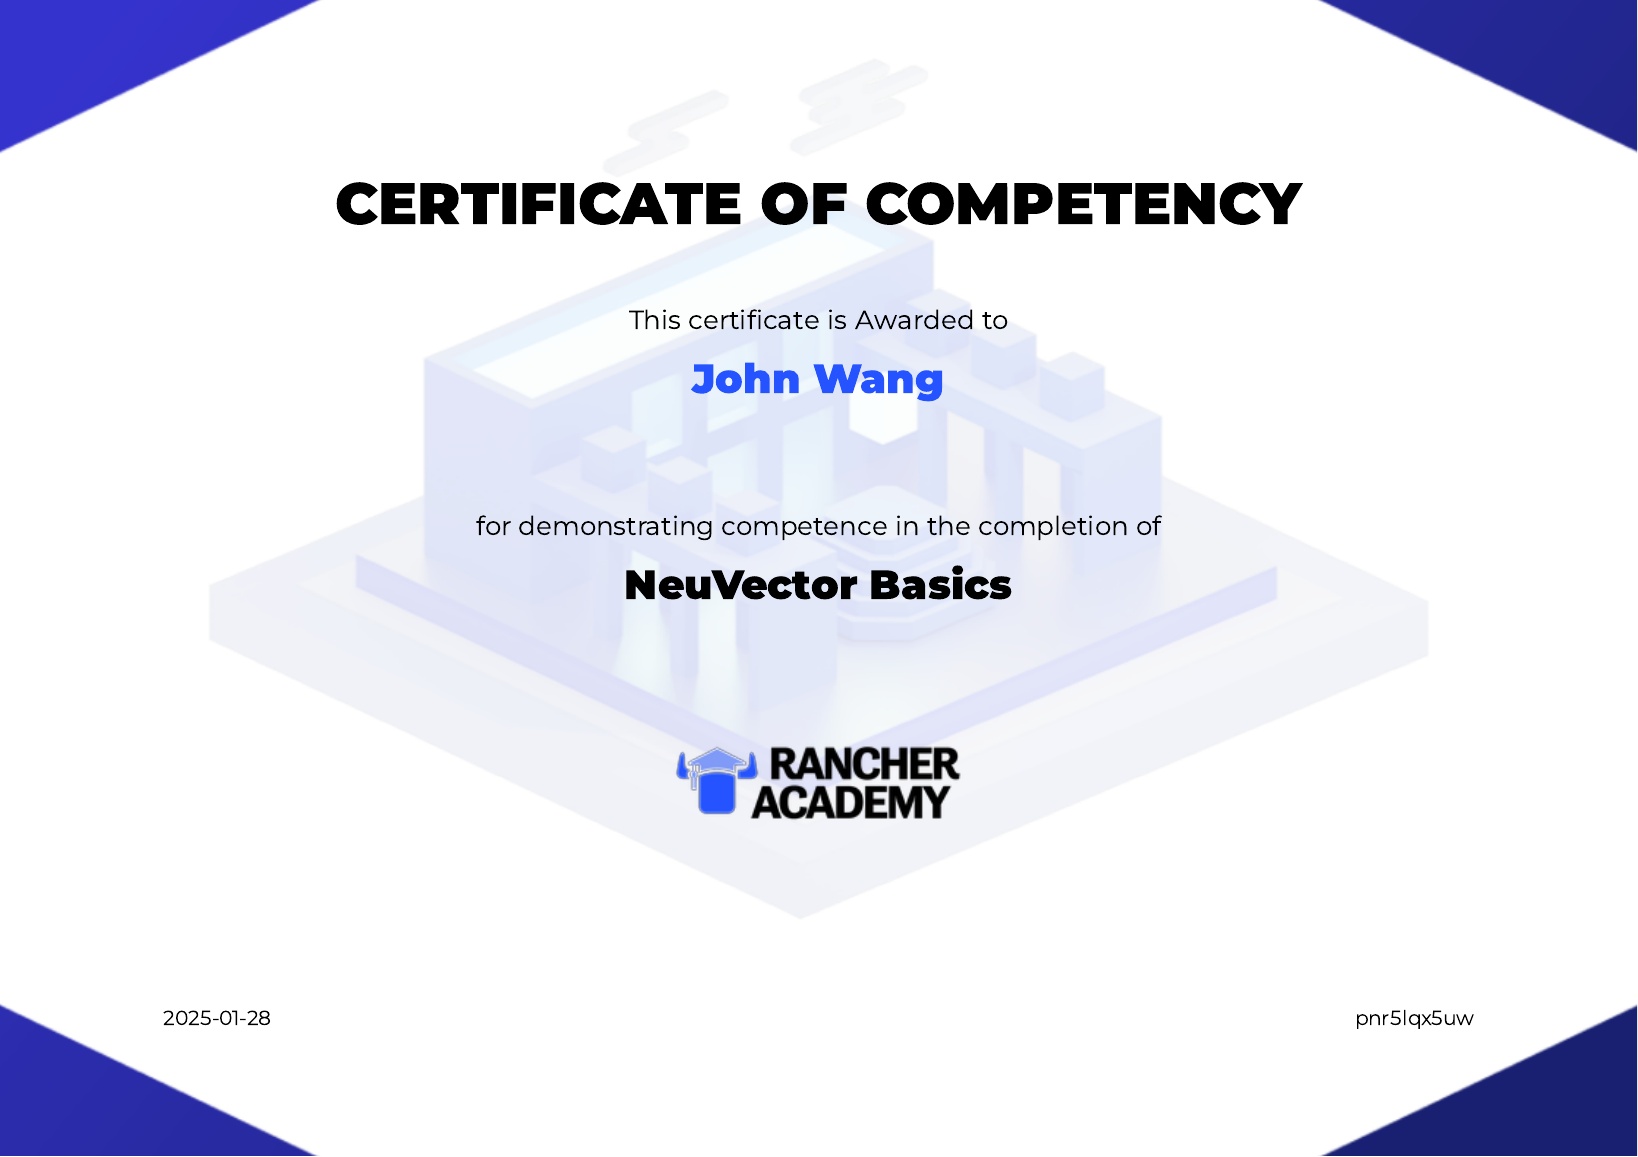 CERTIFICATE OF COMPETENCY
This certificate is Awarded to
John Wang
for demonstrating competence in the completion of
NeuVector Basics
RANCHER
ACADEMY
2025-01-28
pnr5lqx5uw